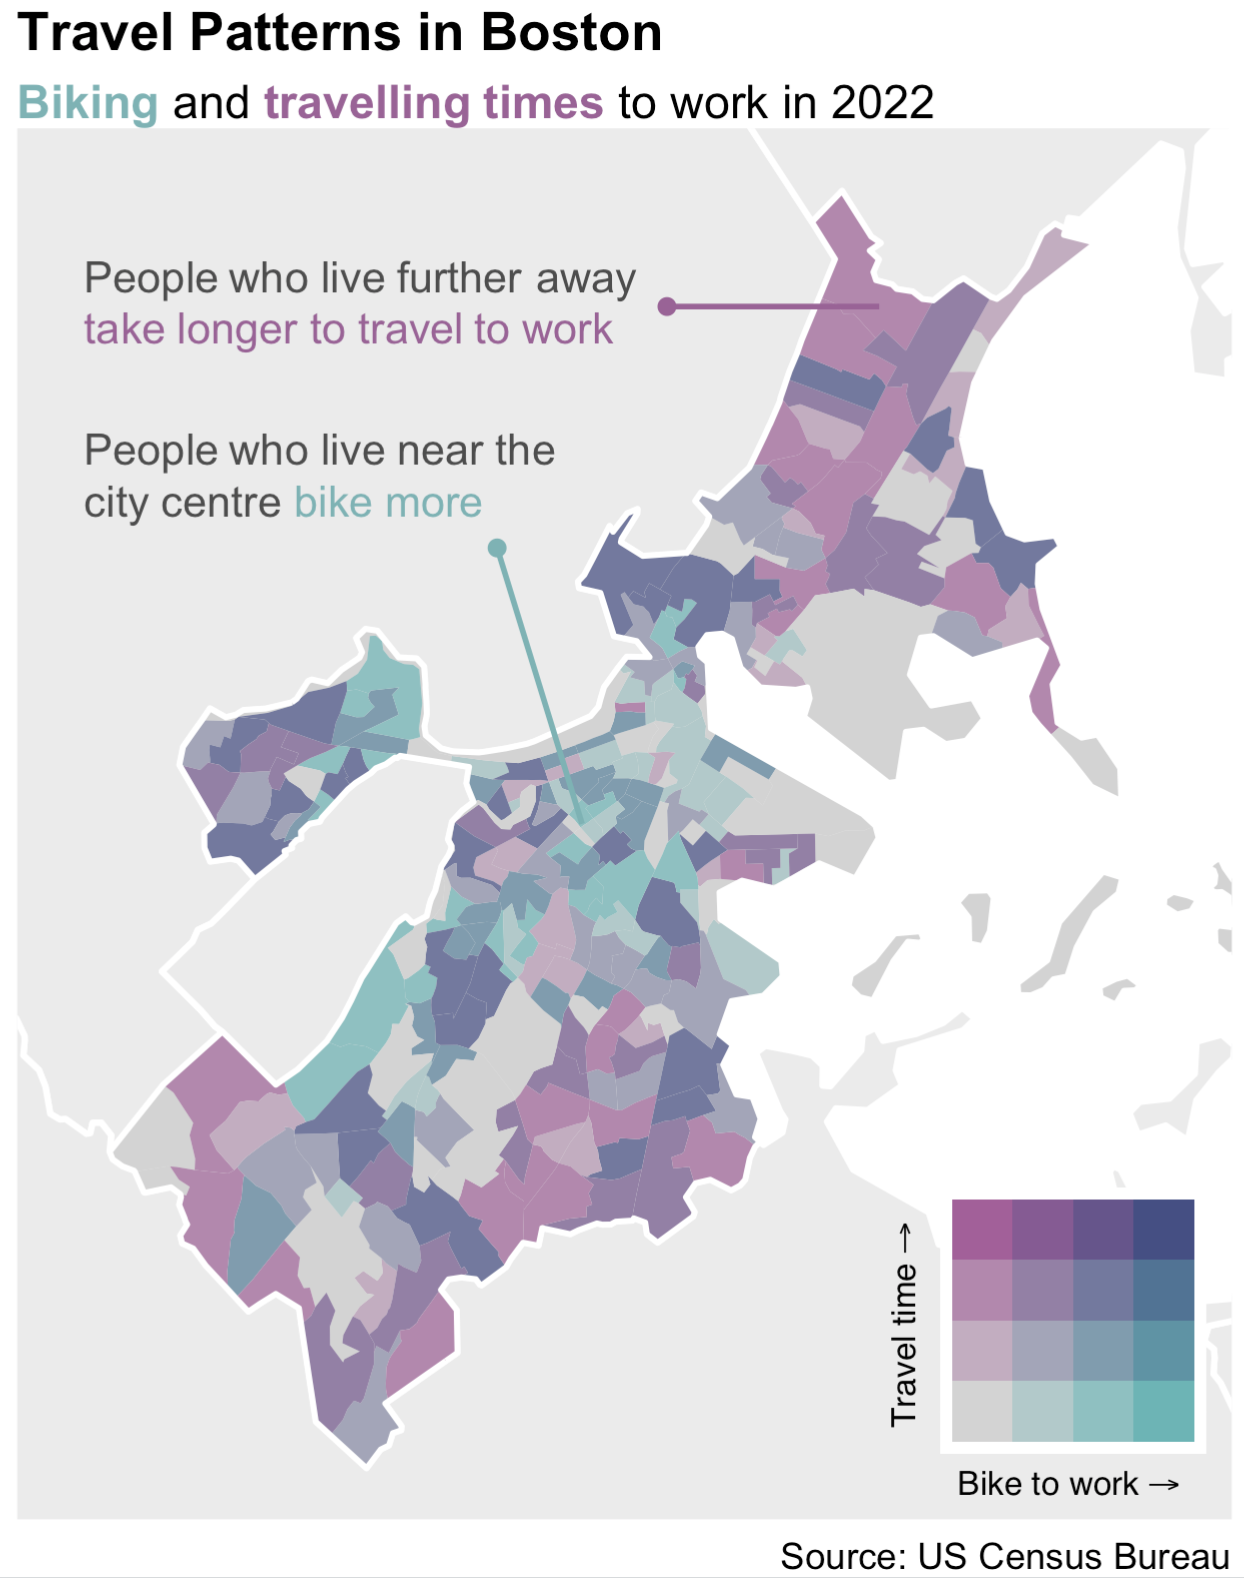 Travel Patterns in Boston
Biking and travelling times to work in 2022
People who live further away
take longer to travel to work
People who live near the
city centre bike more
Travel time →
Bike to work →
Source: US Census Bureau